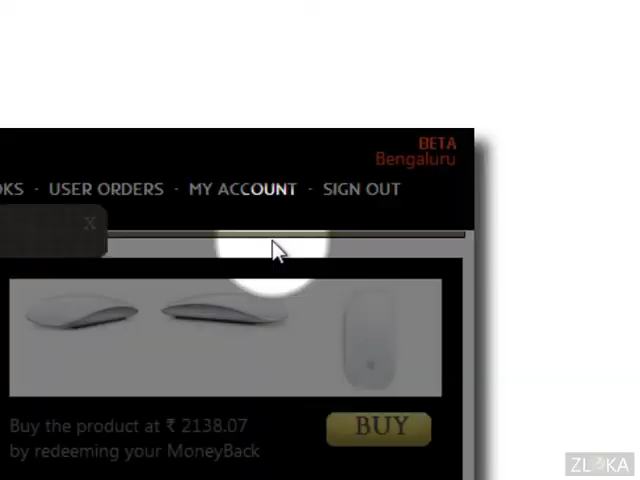 BETA
Bengaluru
OKS · USER ORDERS · MY ACCOUNT · SIGN OUT
X
Buy the product at ₹ 2138.07
by redeeming your MoneyBack
BUY
ZLOKA